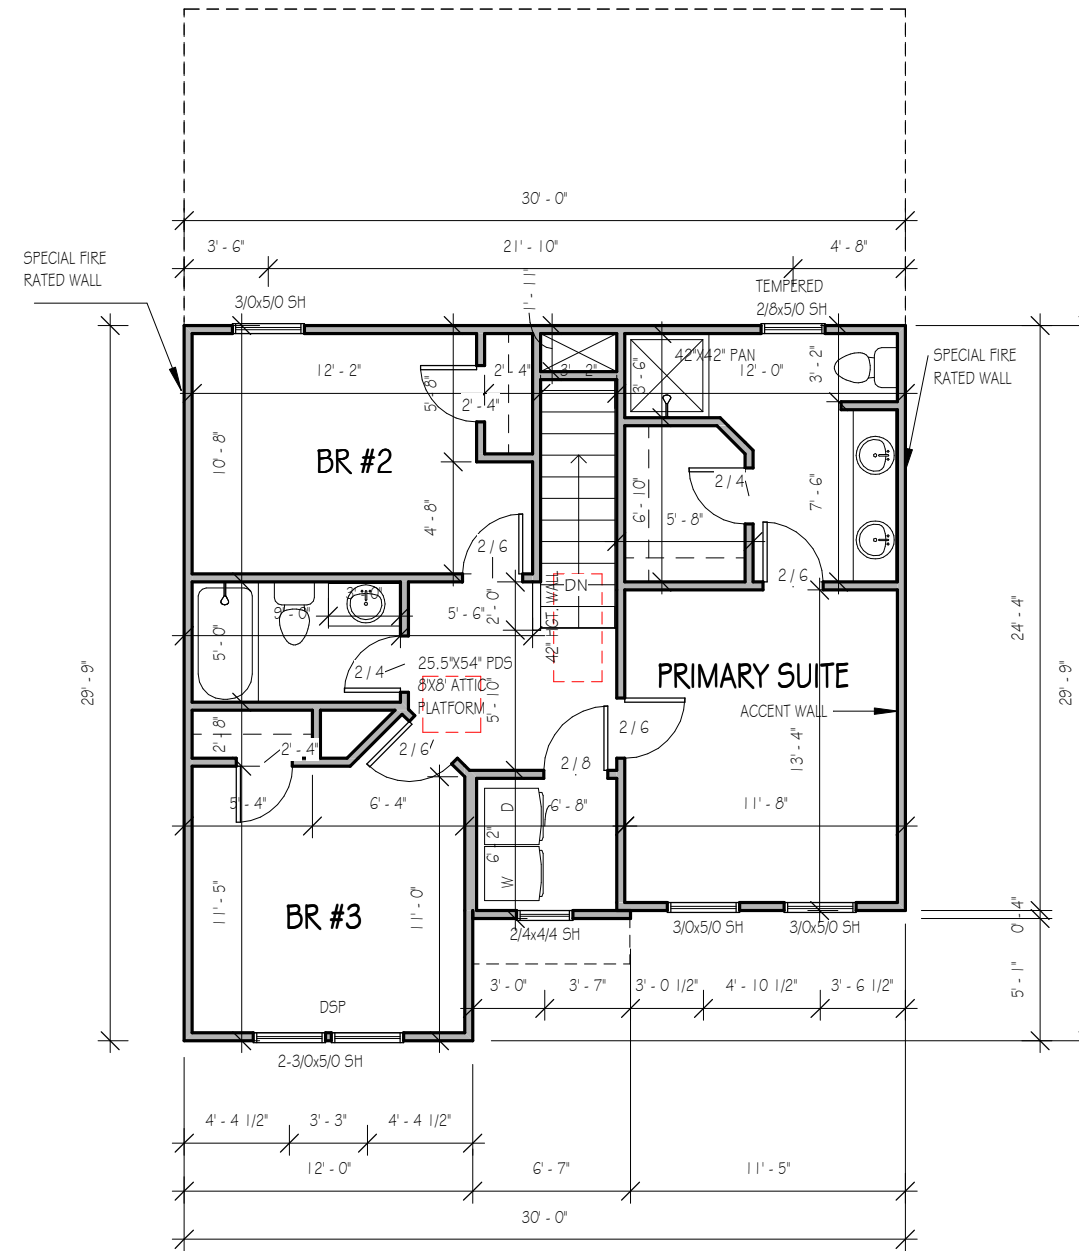 30' - 0"
3' - 6"
21' - 10"
4' - 8"
SPECIAL FIRE
RATED WALL
3/0x5/0 SH
1' - 11"
TEMPERED
2/8x5/0 SH
SPECIAL FIRE
RATED WALL
12' - 2"
5' - 8"
2' - 4"
2' - 4"
3' - 2"
3' - 6"
42"X42" PAN
12' - 0"
3' - 2"
10' - 8"
BR #2
4' - 8"
2/6
6' - 10"
5' - 8"
2/4
7' - 6"
2/6
DN
42" HGT. WALL
9' - 0"
5' - 0"
5' - 6"
2' - 0"
24' - 4"
29' - 9"
29' - 9"
2/4
25.5"X54" PDS
8'X8' ATTIC
PLATFORM
5' - 10"
PRIMARY SUITE
ACCENT WALL
2' - 8"
2' - 4"
2/6
2/8
2/6
13' - 4"
5' - 4"
6' - 4"
D
6' - 8"
11' - 8"
6' - 2"
W
11' - 5"
BR #3
11' - 0"
2/4x4/4 SH
3/0x5/0 SH
3/0x5/0 SH
0' - 4"
5' - 1"
3' - 0"
3' - 7"
3' - 0 1/2"
4' - 10 1/2"
3' - 6 1/2"
DSP
2-3/0x5/0 SH
4' - 4 1/2"
3' - 3"
4' - 4 1/2"
12' - 0"
6' - 7"
11' - 5"
30' - 0"